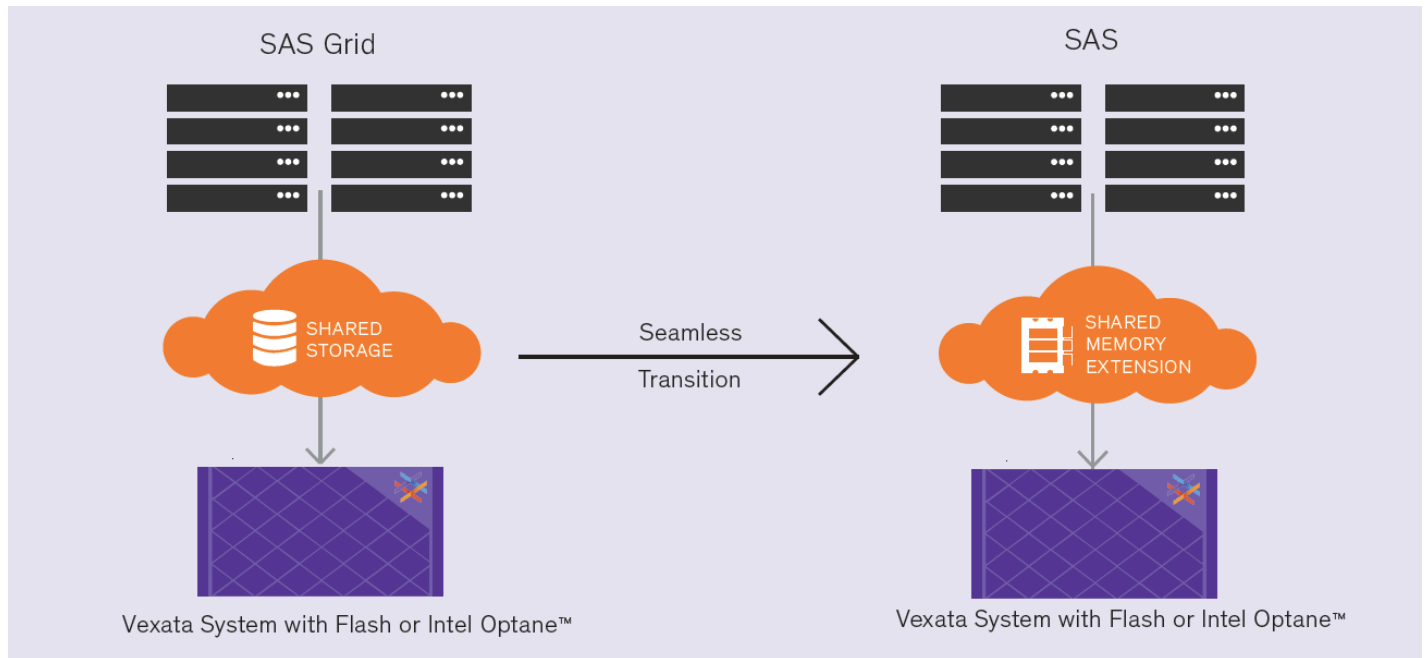 SAS Grid
SHARED
STORAGE
Vexata System with Flash or Intel Optane™
Seamless
Transition
SAS
SHARED
MEMORY
EXTENSION
Vexata System with Flash or Intel Optane™